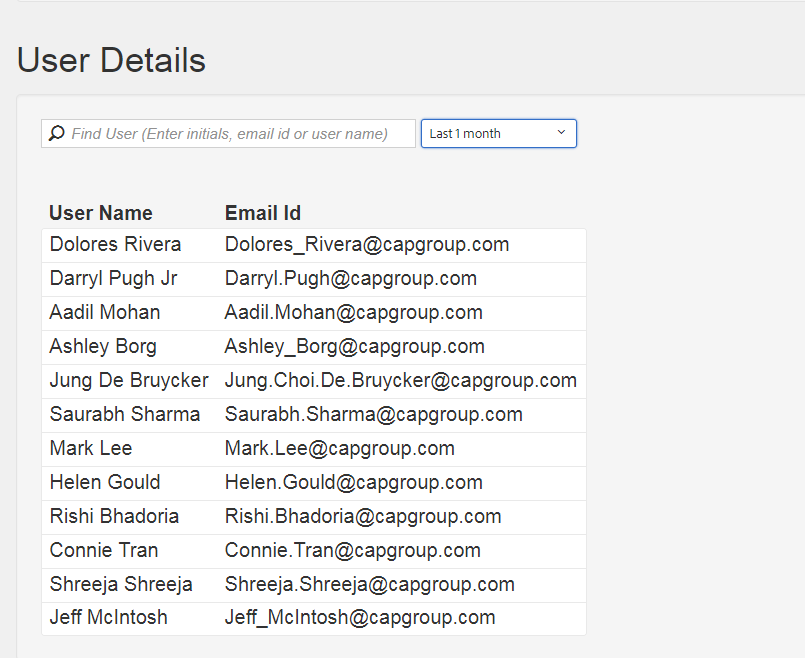 User Details
Find User (Enter initials, email id or user name)  Last 1 month
User Name  Email Id
Dolores Rivera  Dolores_Rivera@capgroup.com
Darryl Pugh Jr  Darryl.Pugh@capgroup.com
Aadil Mohan  Aadil.Mohan@capgroup.com
Ashley Borg  Ashley_Borg@capgroup.com
Jung De Bruycker  Jung.Choi.De.Bruycker@capgroup.com
Saurabh Sharma  Saurabh.Sharma@capgroup.com
Mark Lee  Mark.Lee@capgroup.com
Helen Gould  Helen.Gould@capgroup.com
Rishi Bhadoria  Rishi.Bhadoria@capgroup.com
Connie Tran  Connie.Tran@capgroup.com
Shreeja Shreeja  Shreeja.Shreeja@capgroup.com
Jeff McIntosh  Jeff_McIntosh@capgroup.com